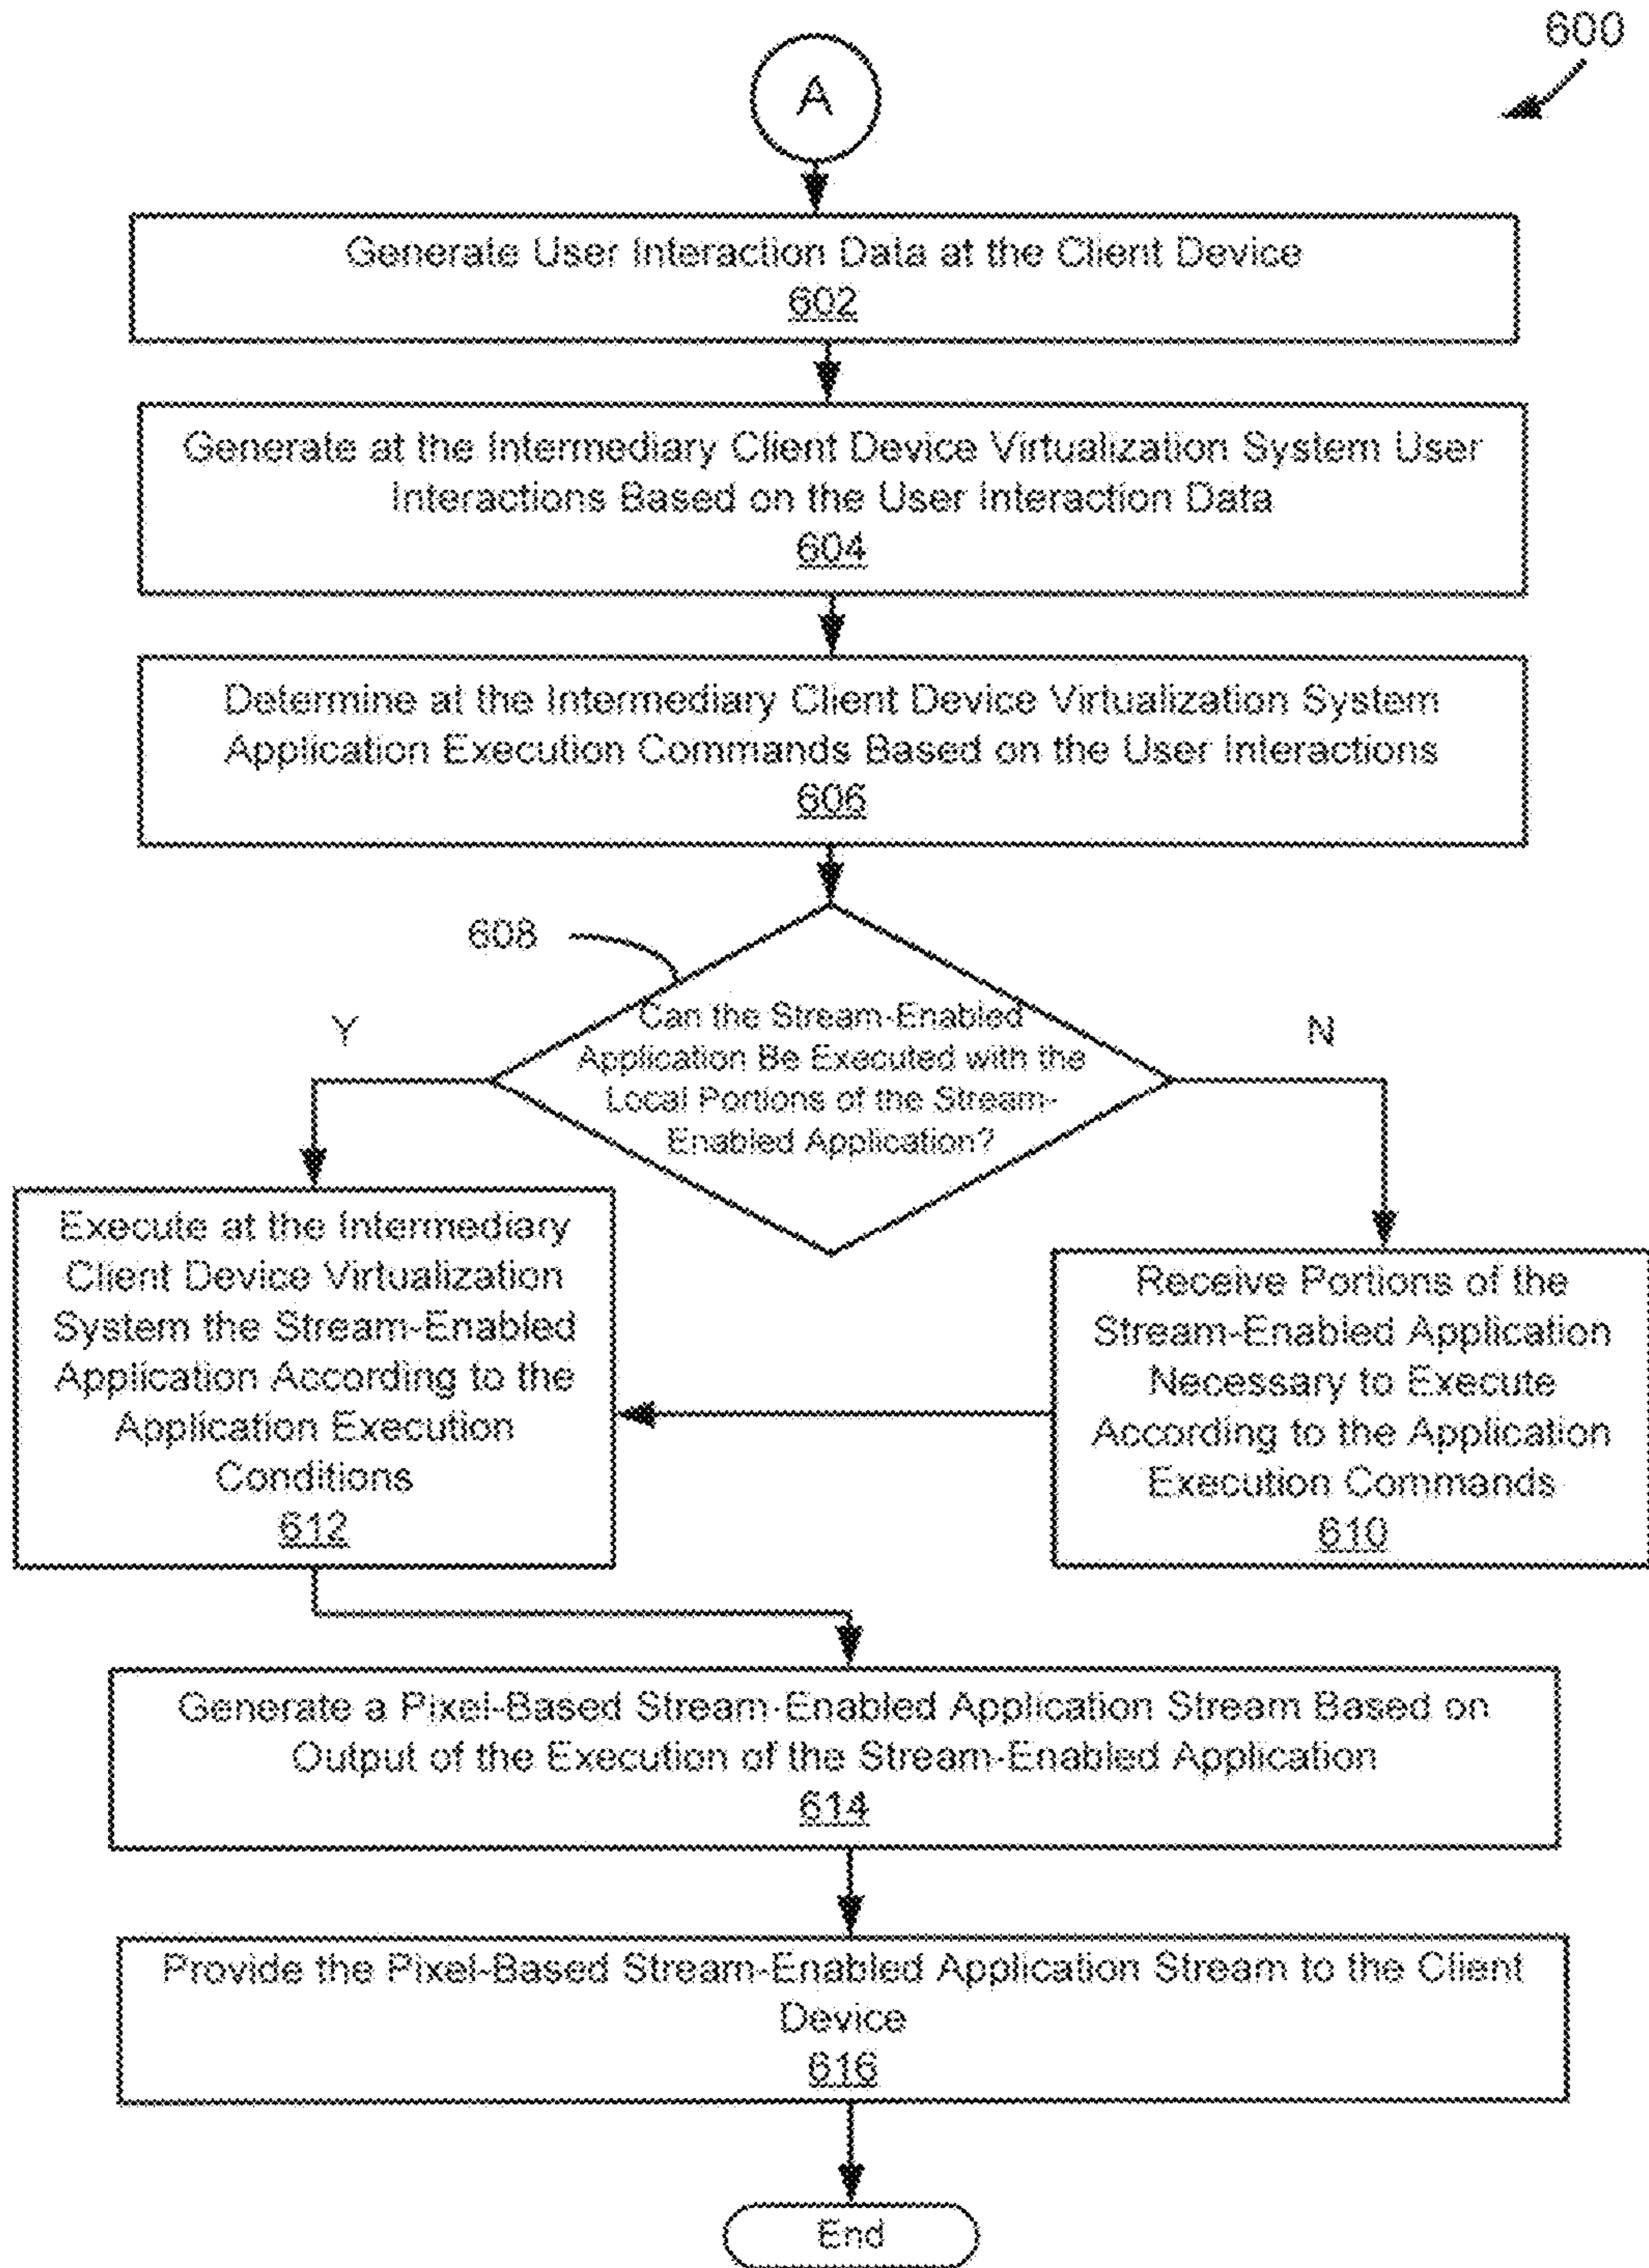 600
A
Generate User Interaction Data at the Client Device
602
Generate at the Intermediary Client Device Virtualization System User
Interactions Based on the User Interaction Data
604
Determine at the Intermediary Client Device Virtualization System
Application Execution Commands Based on the User Interactions
606
608
Can the Stream-Enabled
Application Be Executed with the
Local Portions of the Stream-
Enabled Application?
Y
N
Execute at the Intermediary
Client Device Virtualization
System the Stream-Enabled
Application According to the
Application Execution
Conditions
612
Receive Portions of the
Stream-Enabled Application
Necessary to Execute
According to the Application
Execution Commands
610
Generate a Pixel-Based Stream-Enabled Application Stream Based on
Output of the Execution of the Stream-Enabled Application
614
Provide the Pixel-Based Stream-Enabled Application Stream to the Client
Device
616
End